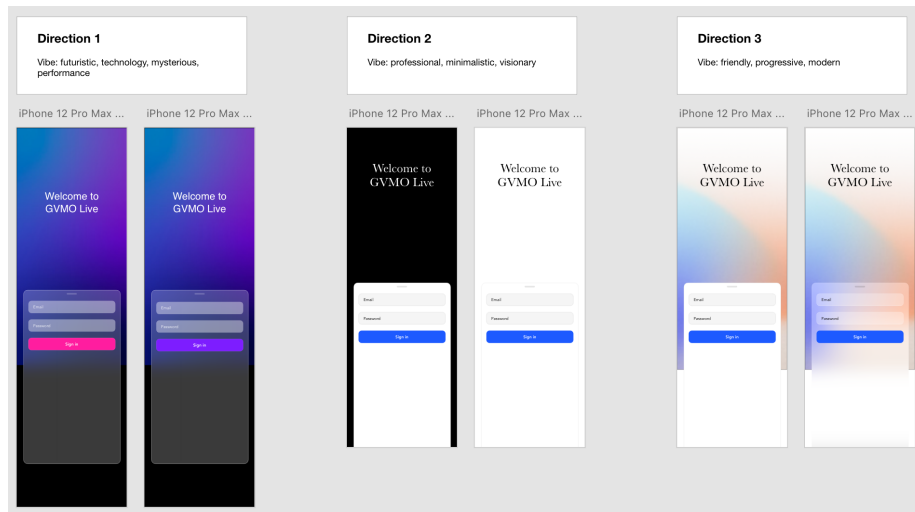 Direction 1
Vibe: futuristic, technology, mysterious,
performance
Direction 2
Vibe: professional, minimalistic, visionary
Direction 3
Vibe: friendly, progressive, modern
iPhone 12 Pro Max ...
iPhone 12 Pro Max ...
iPhone 12 Pro Max ...
iPhone 12 Pro Max ...
iPhone 12 Pro Max ...
iPhone 12 Pro Max ...
Welcome to
GVMO Live
Email
Password
Sign in
Welcome to
GVMO Live
Email
Password
Sign in
Welcome to
GVMO Live
Email
Password
Sign in
Welcome to
GVMO Live
Email
Password
Sign in
Welcome to
GVMO Live
Email
Password
Sign in
Welcome to
GVMO Live
Email
Password
Sign in